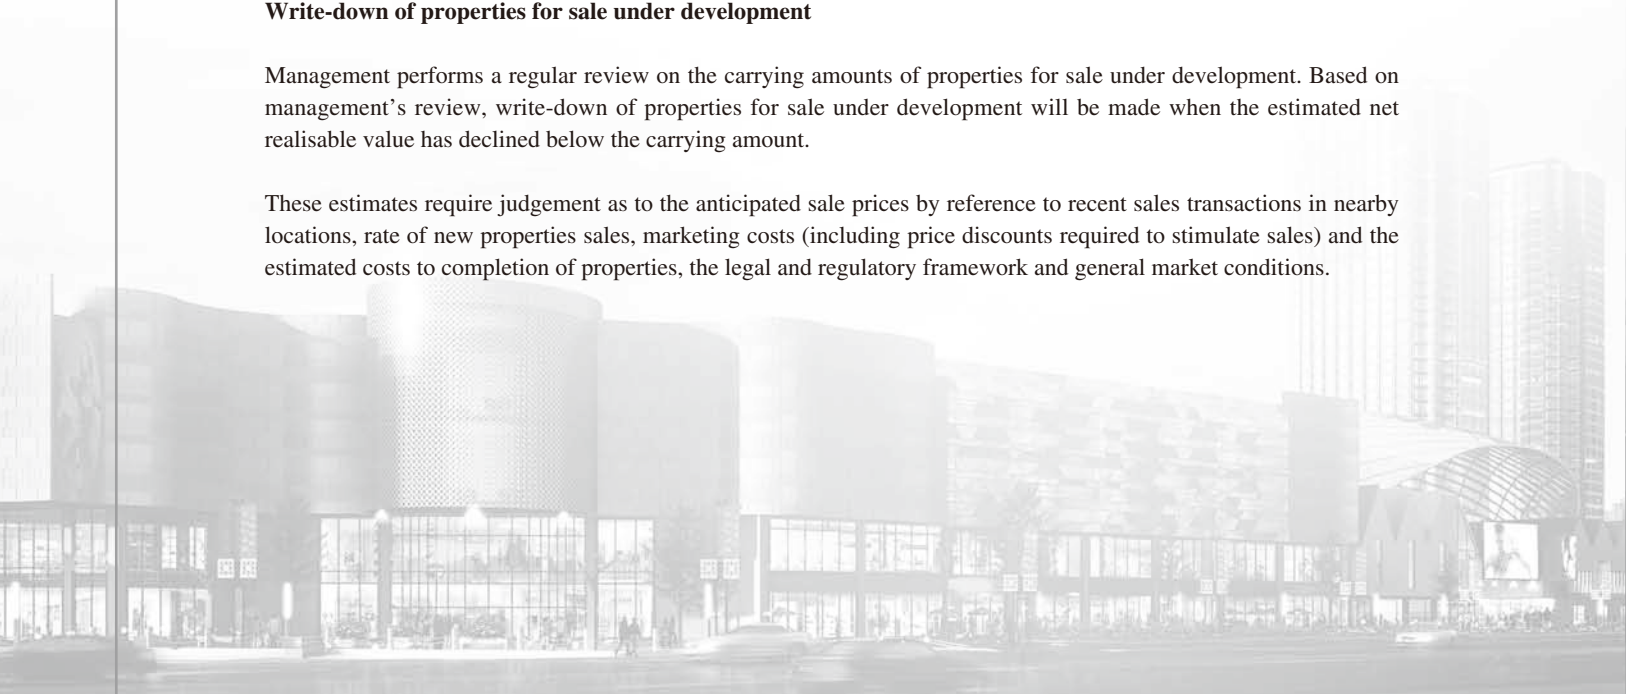 Write-down of properties for sale under development
Management performs a regular review on the carrying amounts of properties for sale under development. Based on
management’s review, write-down of properties for sale under development will be made when the estimated net
realisable value has declined below the carrying amount.
These estimates require judgement as to the anticipated sale prices by reference to recent sales transactions in nearby
locations, rate of new properties sales, marketing costs (including price discounts required to stimulate sales) and the
estimated costs to completion of properties, the legal and regulatory framework and general market conditions.